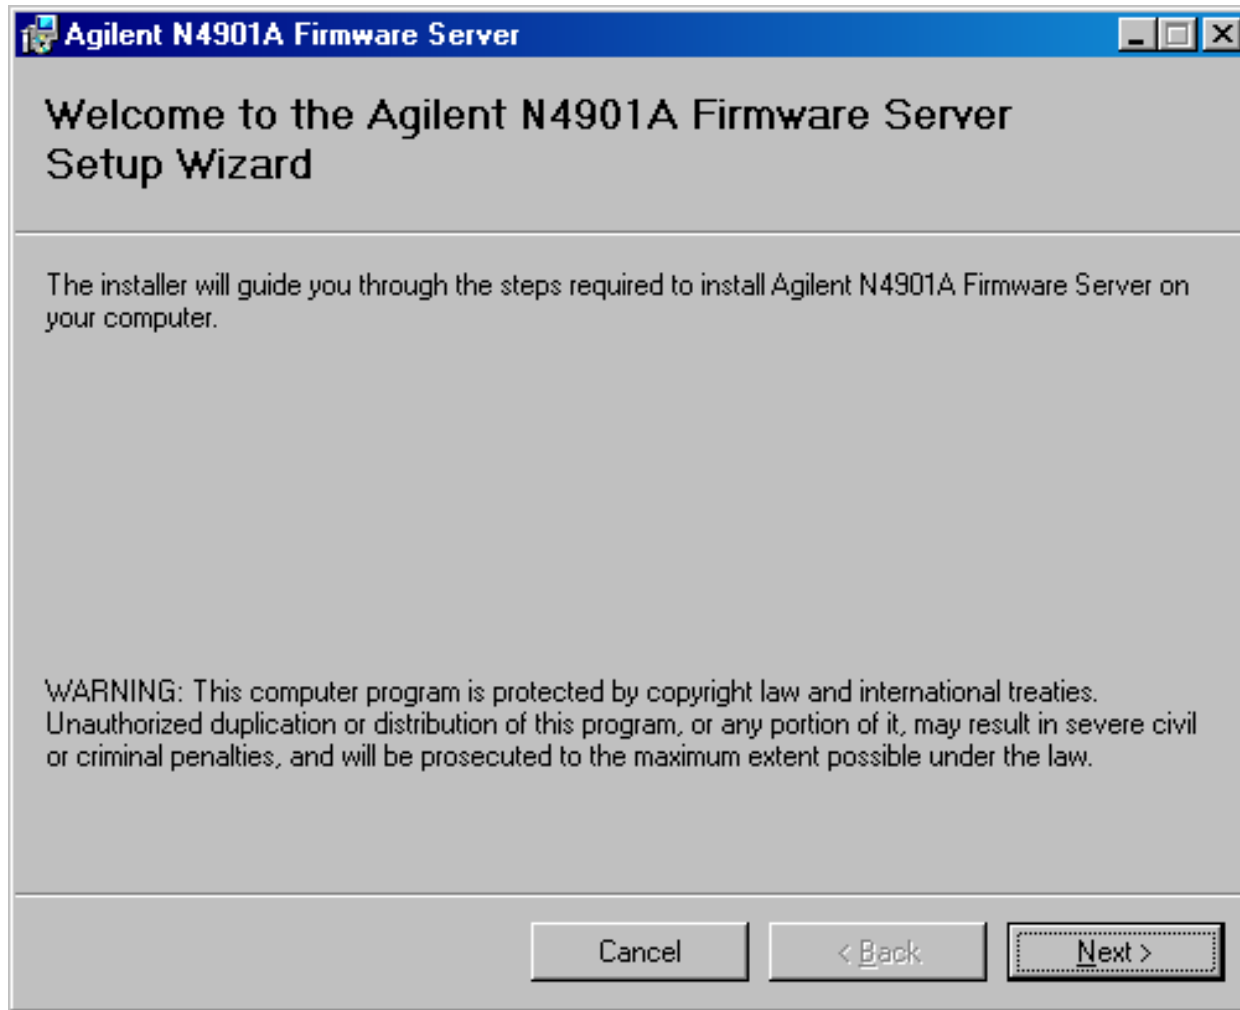 Agilent N4901A Firmware Server
Welcome to the Agilent N4901A Firmware Server
Setup Wizard
The installer will guide you through the steps required to install Agilent N4901A Firmware Server on
your computer.
WARNING: This computer program is protected by copyright law and international treaties.
Unauthorized duplication or distribution of this program, or any portion of it, may result in severe civil
or criminal penalties, and will be prosecuted to the maximum extent possible under the law.
Cancel < Back Next >